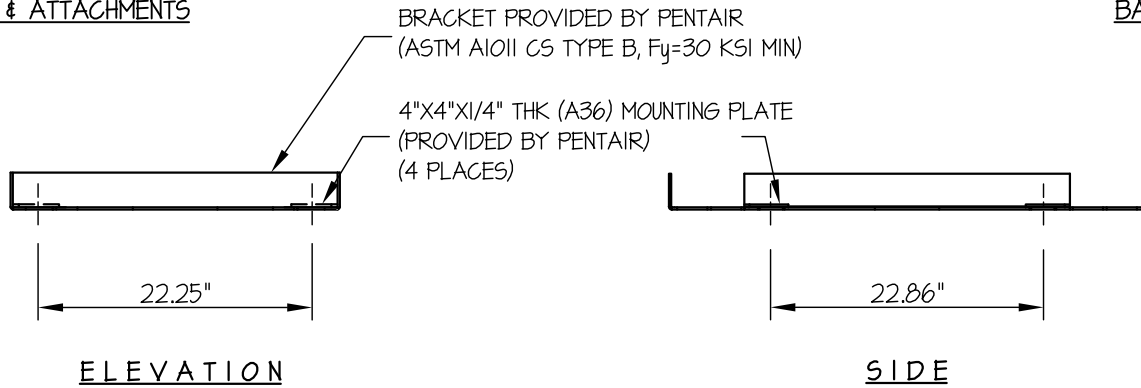 & ATTACHMENTS
BA
BRACKET PROVIDED BY PENTAIR
(ASTM A1011 CS TYPE B, Fy=30 KSI MIN)
4"X4"X1/4" THK (A36) MOUNTING PLATE
(PROVIDED BY PENTAIR)
(4 PLACES)
22.25"
22.86"
ELEVATION
SIDE